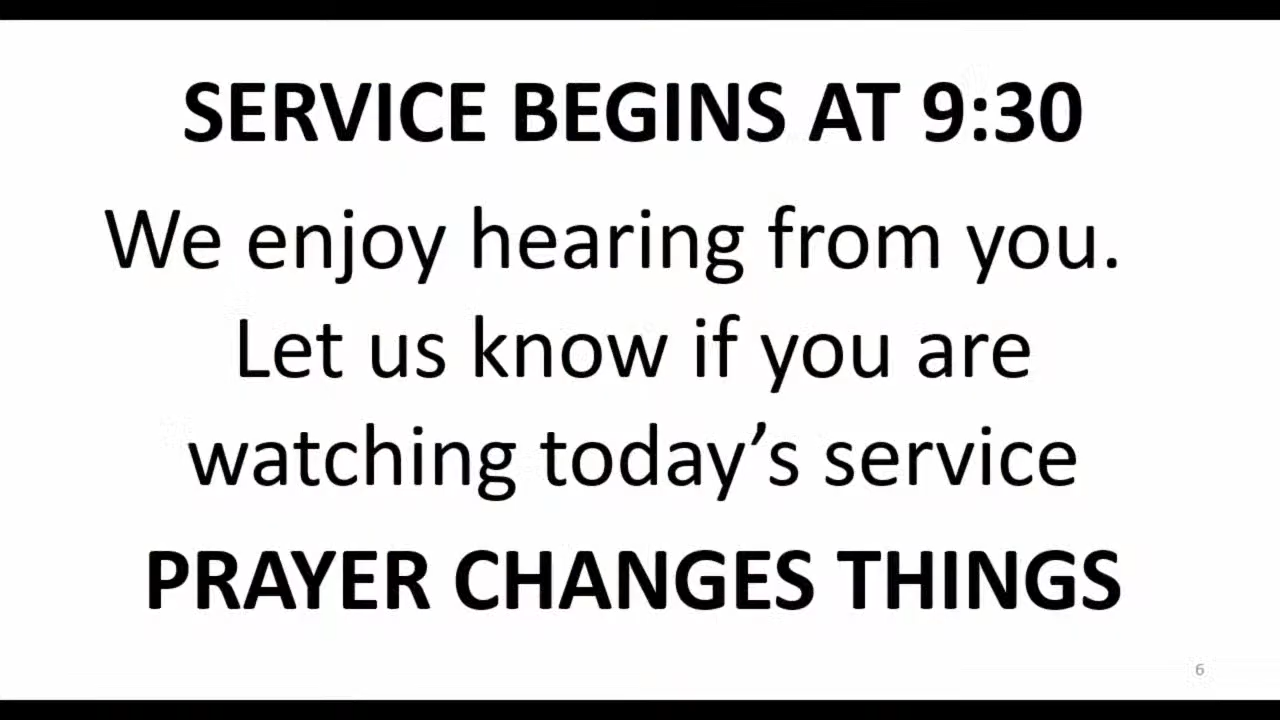 SERVICE BEGINS AT 9:30
We enjoy hearing from you.
Let us know if you are
watching today’s service
PRAYER CHANGES THINGS
6